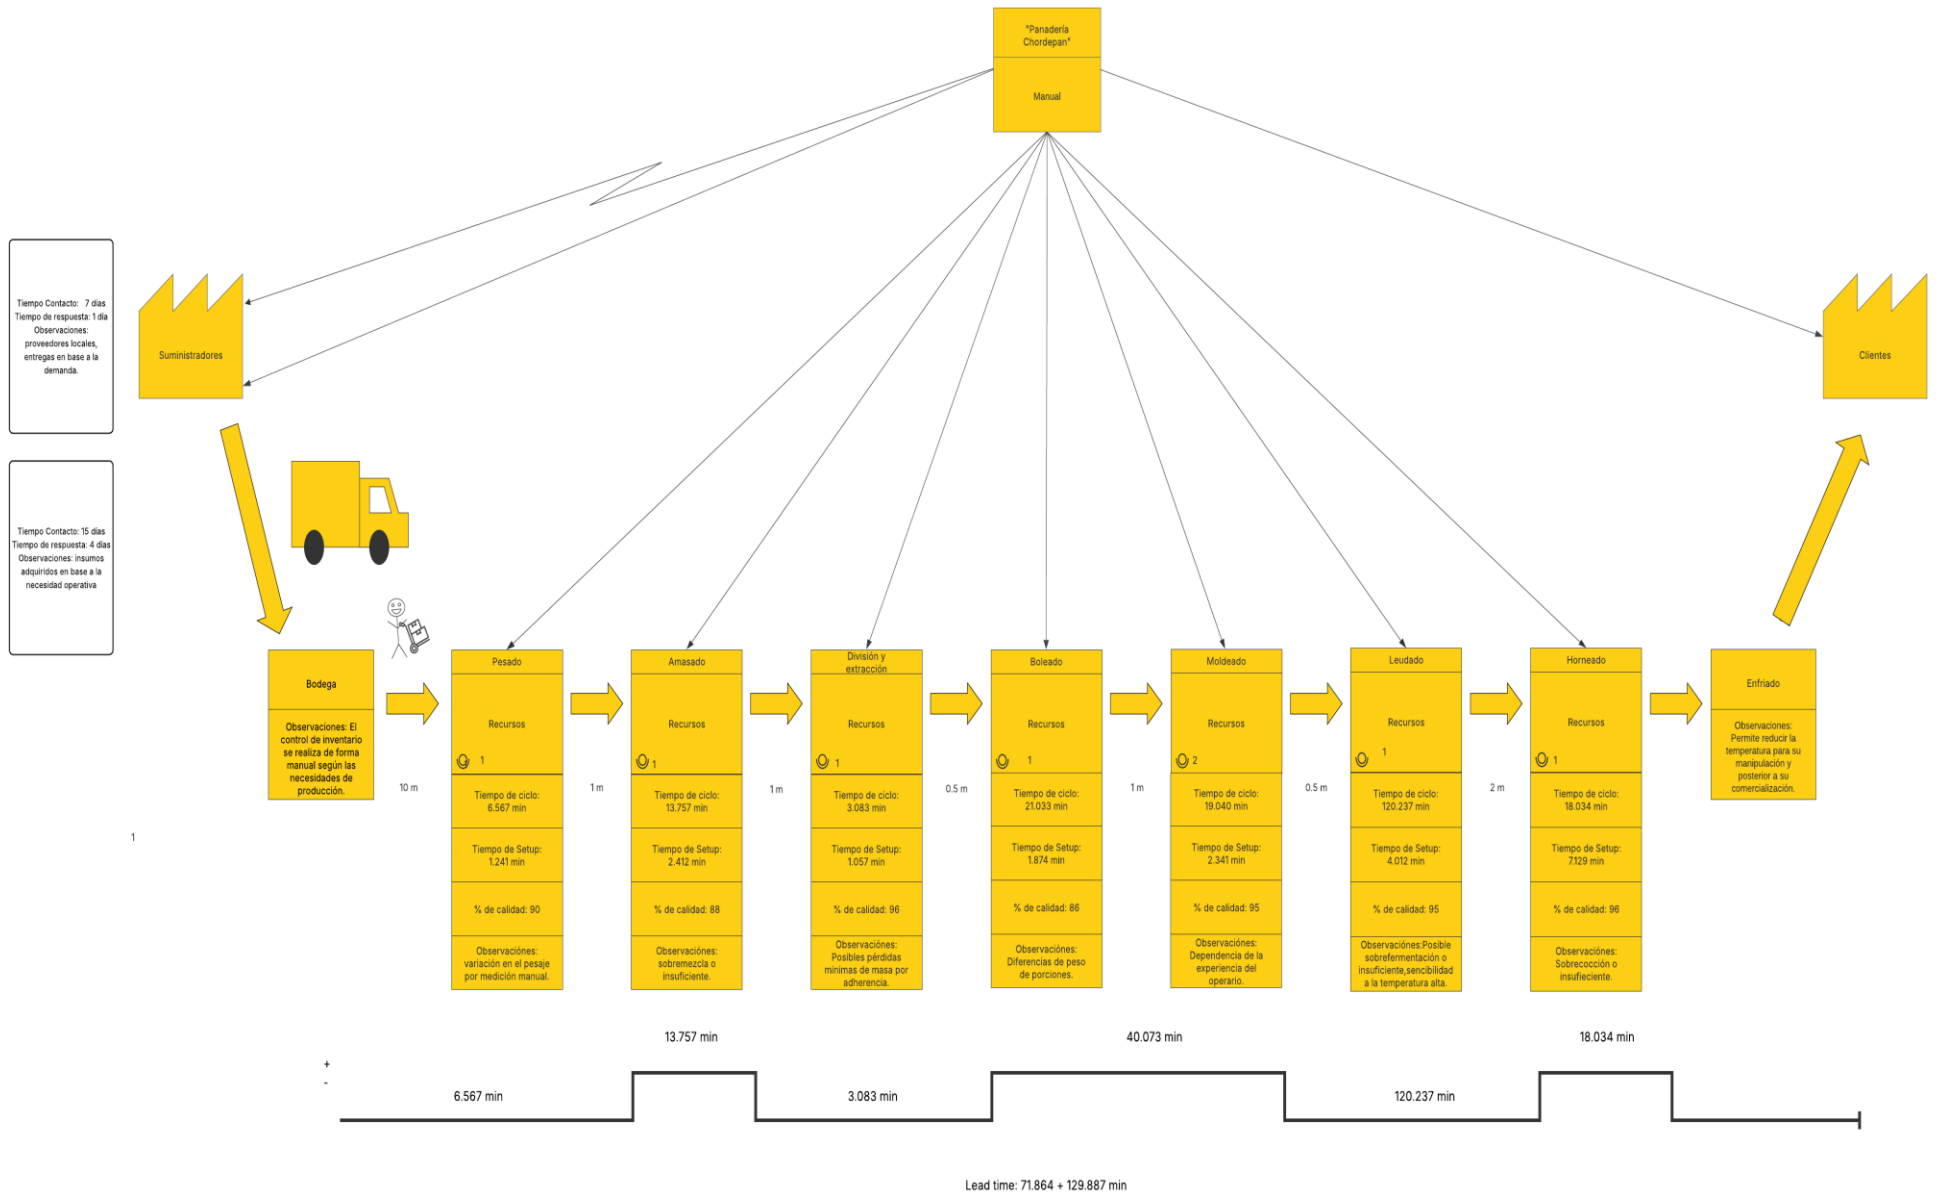 "Panadería
Chordepan"
Manual
Tiempo Contacto: 7 días
Tiempo de respuesta: 1 día
Observaciones:
proveedores locales,
entregas en base a la
demanda.
Suministradores
Clientes
Tiempo Contacto: 15 días
Tiempo de respuesta: 4 días
Observaciones: insumos
adquiridos en base a la
necesidad operativa
Bodega
Observaciones: El
control de inventario
se realiza de forma
manual según las
necesidades de
producción.
10 m
Pesado
Recursos
1
Tiempo de ciclo:
6.567 min
Tiempo de Setup:
1.241 min
% de calidad: 90
Observaciónes:
variación en el pesaje
por medición manual.
1 m
Amasado
Recursos
1
Tiempo de ciclo:
13.757 min
Tiempo de Setup:
2.412 min
% de calidad: 88
Observaciónes:
sobremezcla o
insuficiente.
1 m
División y
extracción
Recursos
1
Tiempo de ciclo:
3.083 min
Tiempo de Setup:
1.057 min
% de calidad: 96
Observaciónes:
Posibles pérdidas
minimas de masa por
adherencia.
0.5 m
Boleado
Recursos
1
Tiempo de ciclo:
21.033 min
Tiempo de Setup:
1.874 min
% de calidad: 86
Observaciónes:
Diferencias de peso
de porciones.
1 m
Moldeado
Recursos
2
Tiempo de ciclo:
19.040 min
Tiempo de Setup:
2.341 min
% de calidad: 95
Observaciónes:
Dependencia de la
experiencia del
operario.
0.5 m
Leudado
Recursos
1
Tiempo de ciclo:
120.237 min
Tiempo de Setup:
4.012 min
% de calidad: 95
Observaciónes:Posible
sobrefermentación o
insuficiente,sencibilidad
a la temperatura alta.
2 m
Horneado
Recursos
1
Tiempo de ciclo:
18.034 min
Tiempo de Setup:
7.129 min
% de calidad: 96
Observaciónes:
Sobrecocción o
insufieciente.
Enfriado
Observaciones:
Permite reducir la
temperatura para su
manipulación y
posterior a su
comercialización.
1
13.757 min
40.073 min
18.034 min
+
-
6.567 min
3.083 min
120.237 min
Lead time: 71.864 + 129.887 min